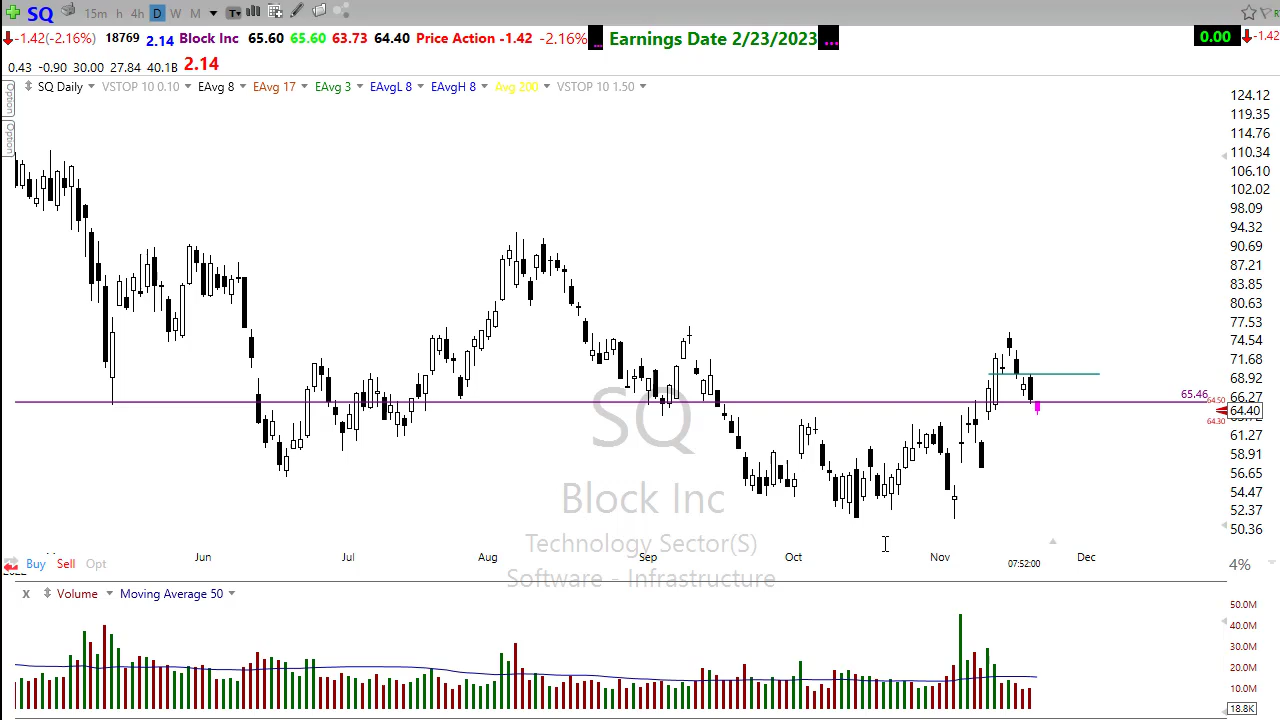 SQ 15m h 4h D W M T
-1.42(-2.16%) 18769 2.14 Block Inc 65.60 65.60 63.73 64.40 Price Action -1.42 -2.16% ... Earnings Date 2/23/2023 ... 0.00 -1.42
0.43 -0.90 30.00 27.84 40.1B 2.14
SQ Daily VSTOP 10 0.10 EAvg 8 EAvg 17 EAvg 3 EAvgL 8 EAvgH 8 Avg 200 VSTOP 10 1.50
Option
Option
124.12
119.35
114.76
110.34
106.10
102.02
98.09
94.32
90.69
87.21
83.85
80.63
77.53
74.54
71.68
68.92
65.46
66.27
64.50
64.40
64.30
61.27
58.91
56.65
54.47
52.37
50.36
SQ
Block Inc
Technology Sector(S)
Software - Infrastructure
Jun Jul Aug Sep Oct Nov Dec
Buy Sell Opt 07:52:00 4%
X Volume Moving Average 50
50.0M
40.0M
30.0M
20.0M
10.0M
18.8K